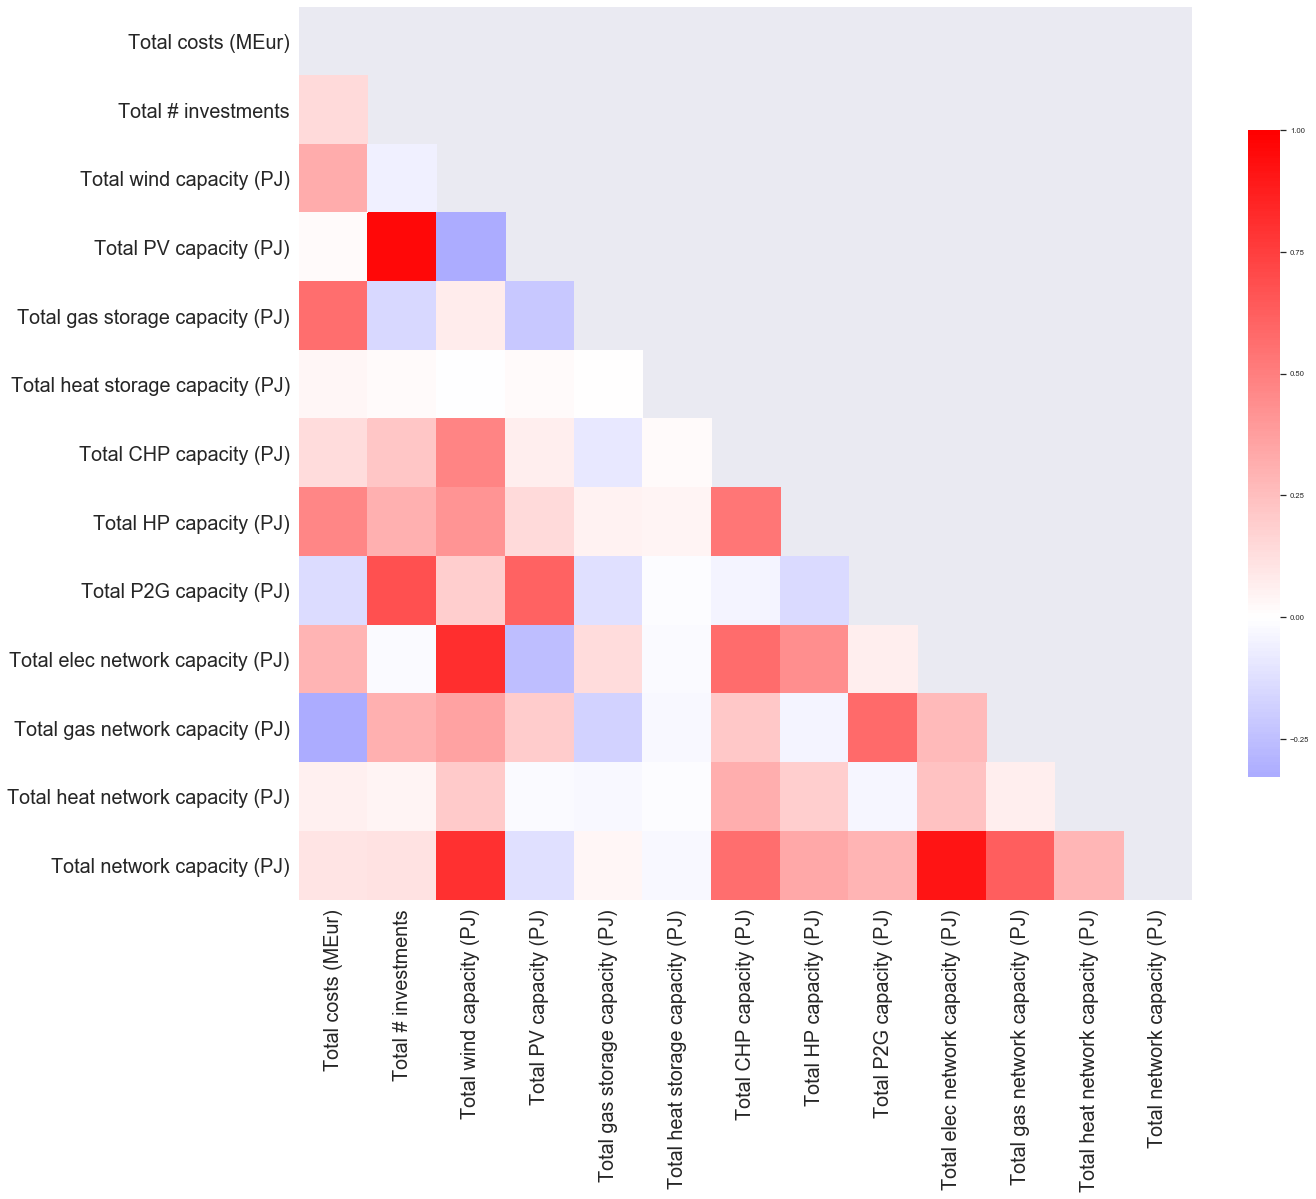 Total costs (MEur)
Total # investments
Total wind capacity (PJ)
Total PV capacity (PJ)
Total gas storage capacity (PJ)
Total heat storage capacity (PJ)
Total CHP capacity (PJ)
Total HP capacity (PJ)
Total P2G capacity (PJ)
Total elec network capacity (PJ)
Total gas network capacity (PJ)
Total heat network capacity (PJ)
Total network capacity (PJ)
Total costs (MEur)
Total # investments
Total wind capacity (PJ)
Total PV capacity (PJ)
Total gas storage capacity (PJ)
Total heat storage capacity (PJ)
Total CHP capacity (PJ)
Total HP capacity (PJ)
Total P2G capacity (PJ)
Total elec network capacity (PJ)
Total gas network capacity (PJ)
Total heat network capacity (PJ)
Total network capacity (PJ)
1.00
0.75
0.50
0.25
0.00
−0.25